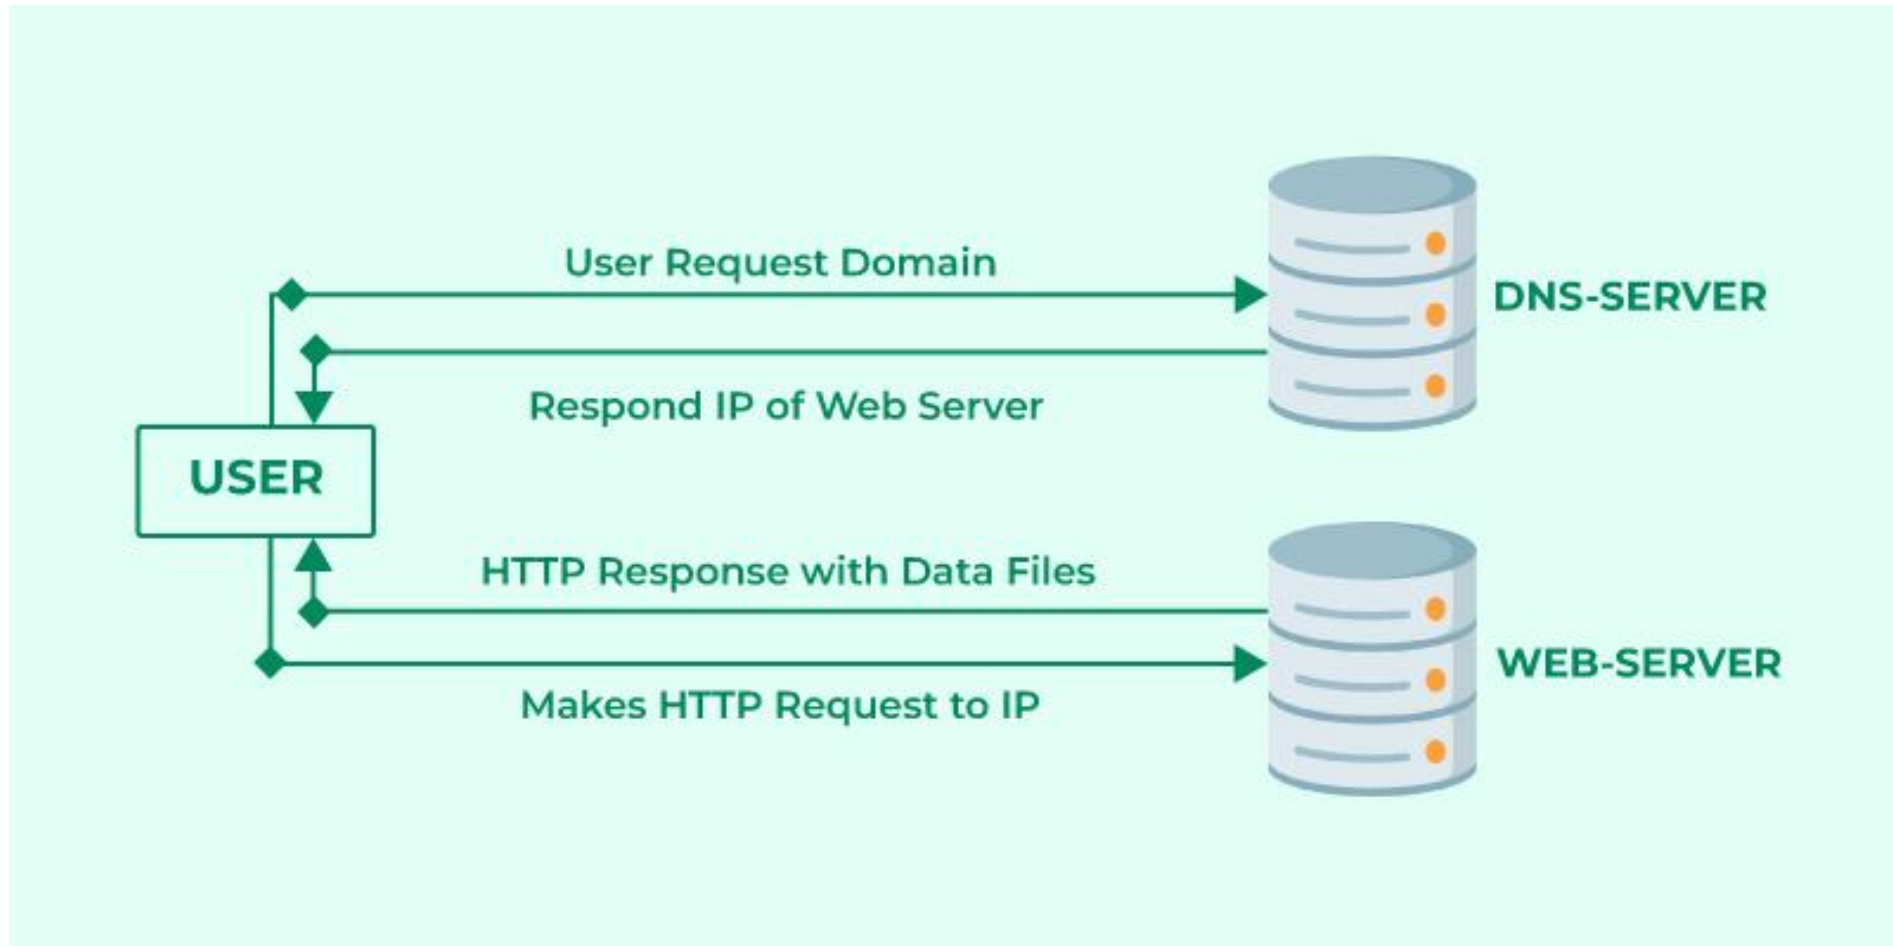 User Request Domain
DNS-SERVER
Respond IP of Web Server
USER
HTTP Response with Data Files
WEB-SERVER
Makes HTTP Request to IP